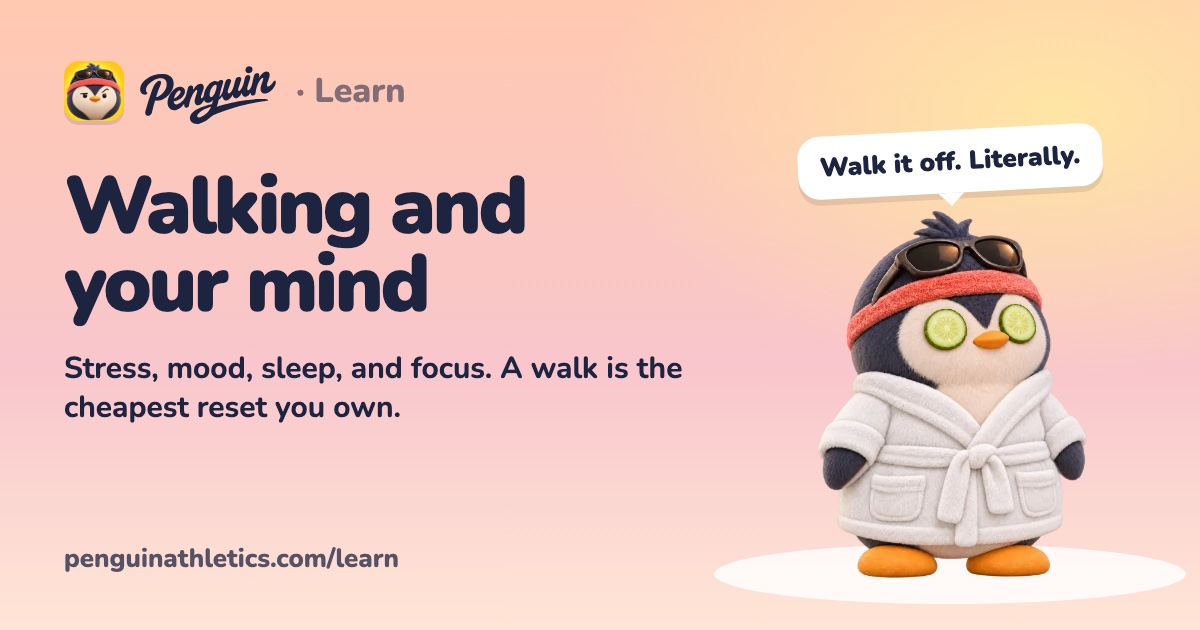 Penguin · Learn
Walk it off. Literally.
Walking and
your mind
Stress, mood, sleep, and focus. A walk is the
cheapest reset you own.
penguinathletics.com/learn